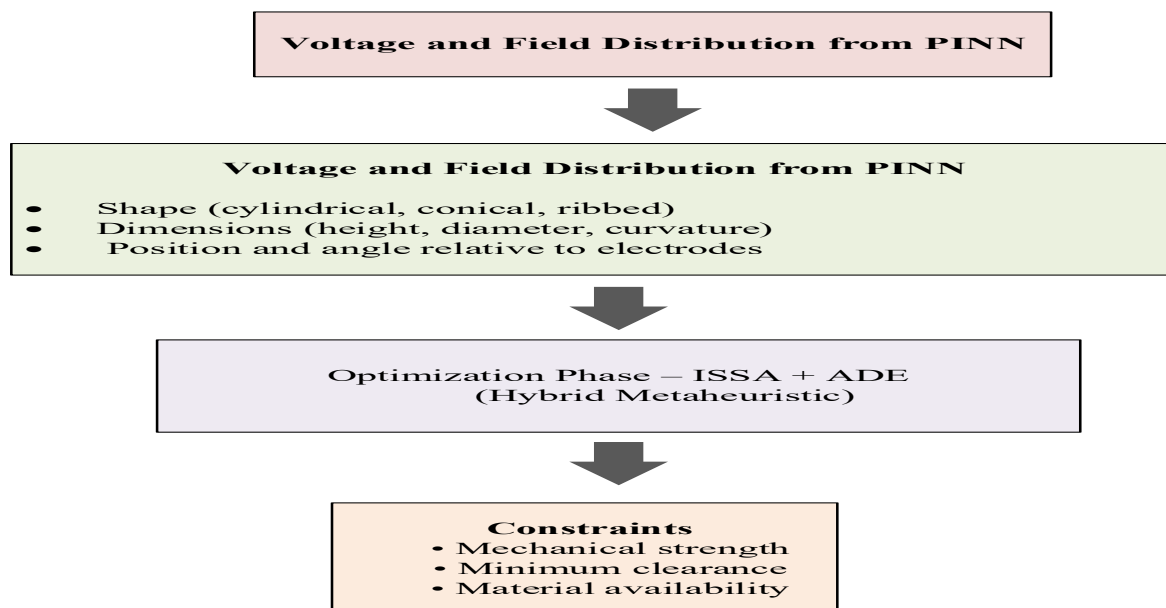 Voltage and Field Distribution from PINN
Voltage and Field Distribution from PINN
● Shape (cylindrical, conical, ribbed)
● Dimensions (height, diameter, curvature)
● Position and angle relative to electrodes
Optimization Phase – ISSA + ADE
(Hybrid Metaheuristic)
Constraints
• Mechanical strength
• Minimum clearance
• Material availability